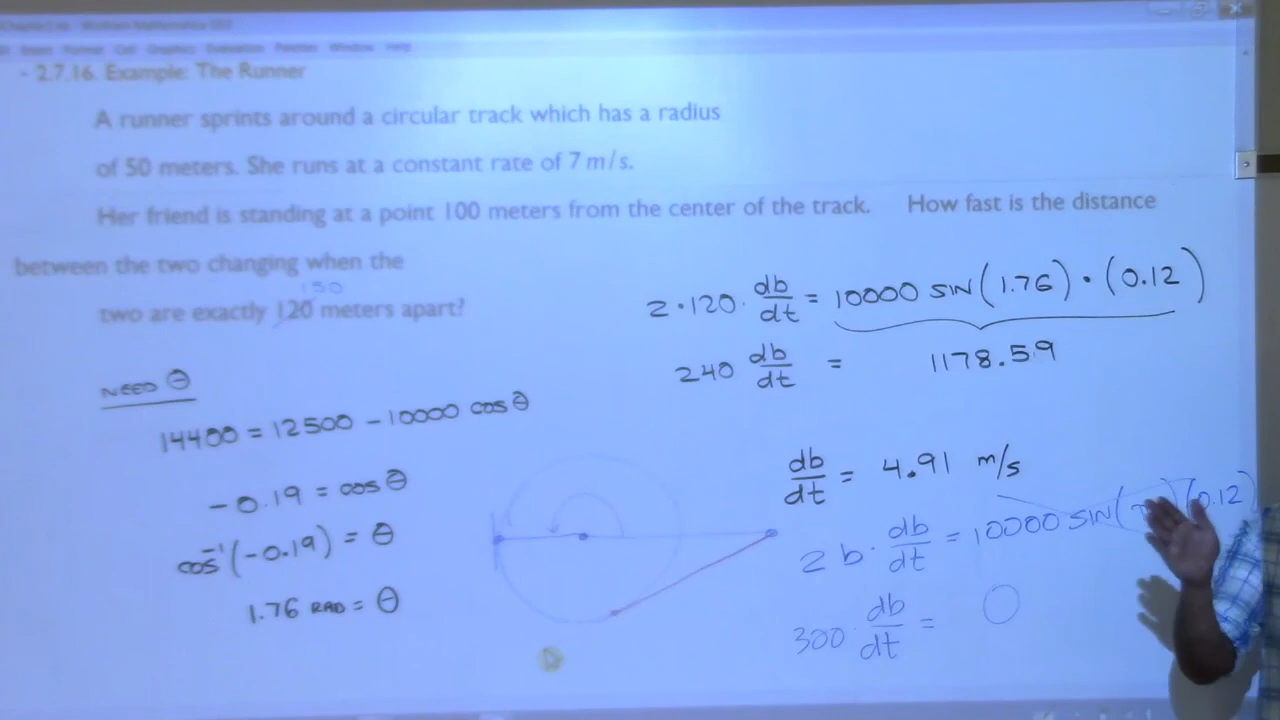 - 2.7.16. Example: The Runner
A runner sprints around a circular track which has a radius
of 50 meters. She runs at a constant rate of 7 m/s.
Her friend is standing at a point 100 meters from the center of the track. How fast is the distance
between the two changing when the
150
two are exactly 120 meters apart?
NEED θ
14400 = 12500 - 10000 cos θ
-0.19 = cos θ
cos⁻¹(-0.19) = θ
1.76 RAD = θ
2·120· db/dt = 10000 SIN(1.76)·(0.12)
240 db/dt = 1178.59
db/dt = 4.91 m/s
2b· db/dt = 10000 SIN( )(0.12)
300· db/dt = 0